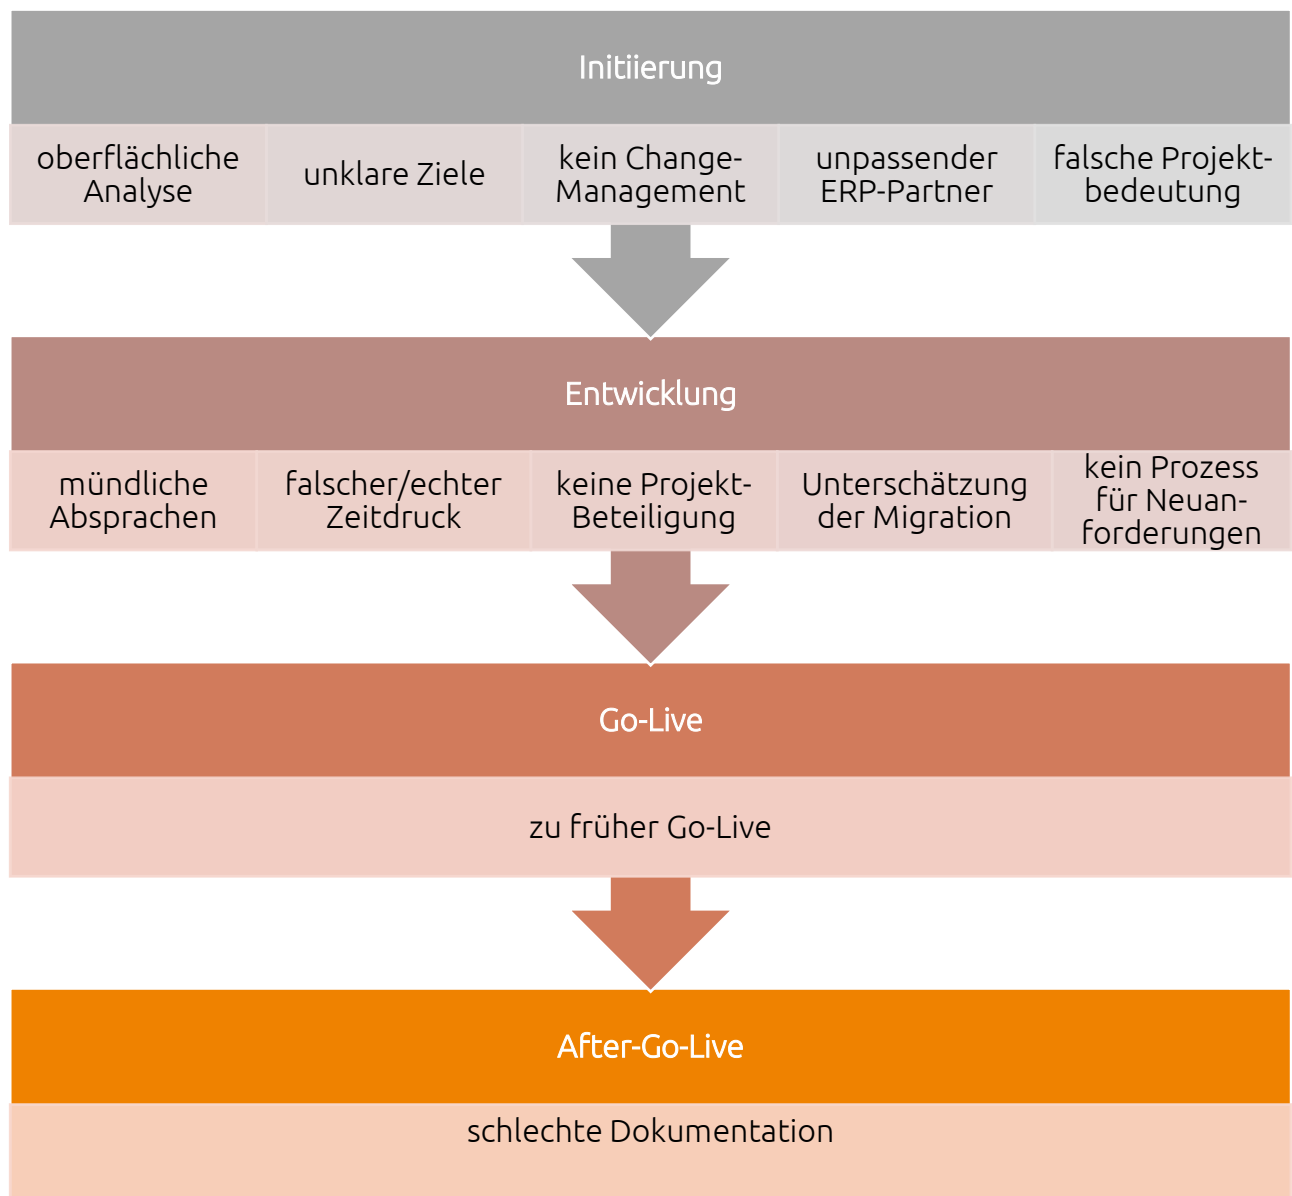 Initiierung
oberflächliche
Analyse
unklare Ziele
kein Change-
Management
unpassender
ERP-Partner
falsche Projekt-
bedeutung
Entwicklung
mündliche
Absprachen
falscher/echter
Zeitdruck
keine Projekt-
Beteiligung
Unterschätzung
der Migration
kein Prozess
für Neuan-
forderungen
Go-Live
zu früher Go-Live
After-Go-Live
schlechte Dokumentation